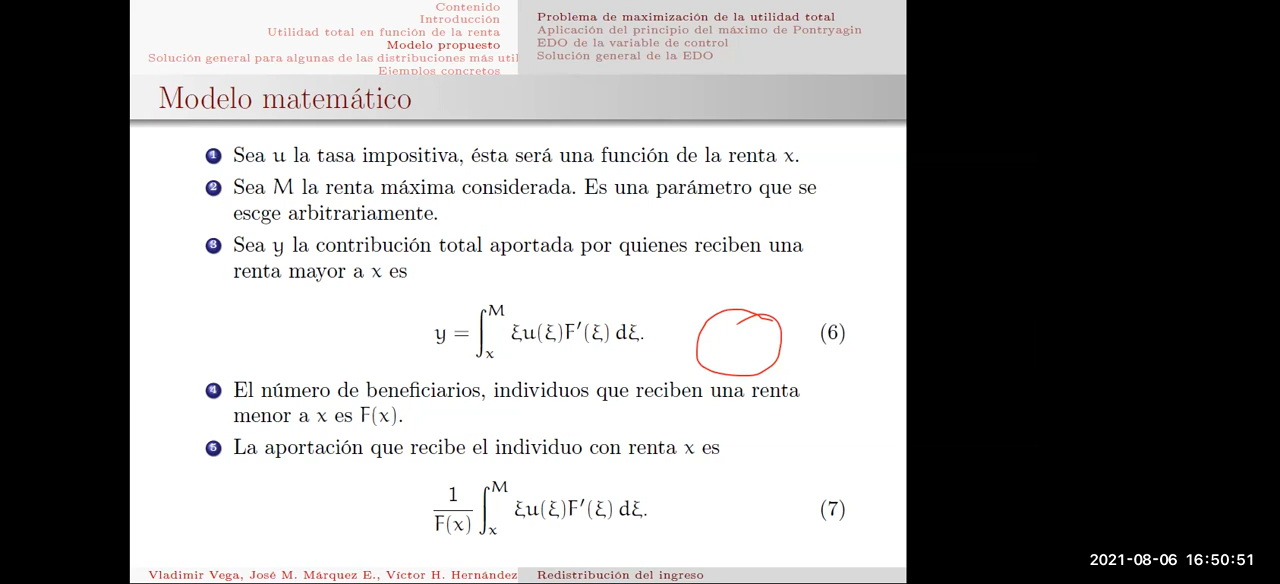 Contenido
Introducción
Utilidad total en función de la renta
Modelo propuesto
Solución general para algunas de las distribuciones más util
Ejemplos concretos
Problema de maximización de la utilidad total
Aplicación del principio del máximo de Pontryagin
EDO de la variable de control
Solución general de la EDO
Modelo matemático
1 Sea u la tasa impositiva, ésta será una función de la renta x.
2 Sea M la renta máxima considerada. Es una parámetro que se
escge arbitrariamente.
3 Sea y la contribución total aportada por quienes reciben una
renta mayor a x es
y = ∫_x^M ξu(ξ)F′(ξ) dξ. (6)
4 El número de beneficiarios, individuos que reciben una renta
menor a x es F(x).
5 La aportación que recibe el individuo con renta x es
1/F(x) ∫_x^M ξu(ξ)F′(ξ) dξ. (7)
Vladimir Vega, José M. Márquez E., Víctor H. Hernández
Redistribución del ingreso
2021-08-06 16:50:51